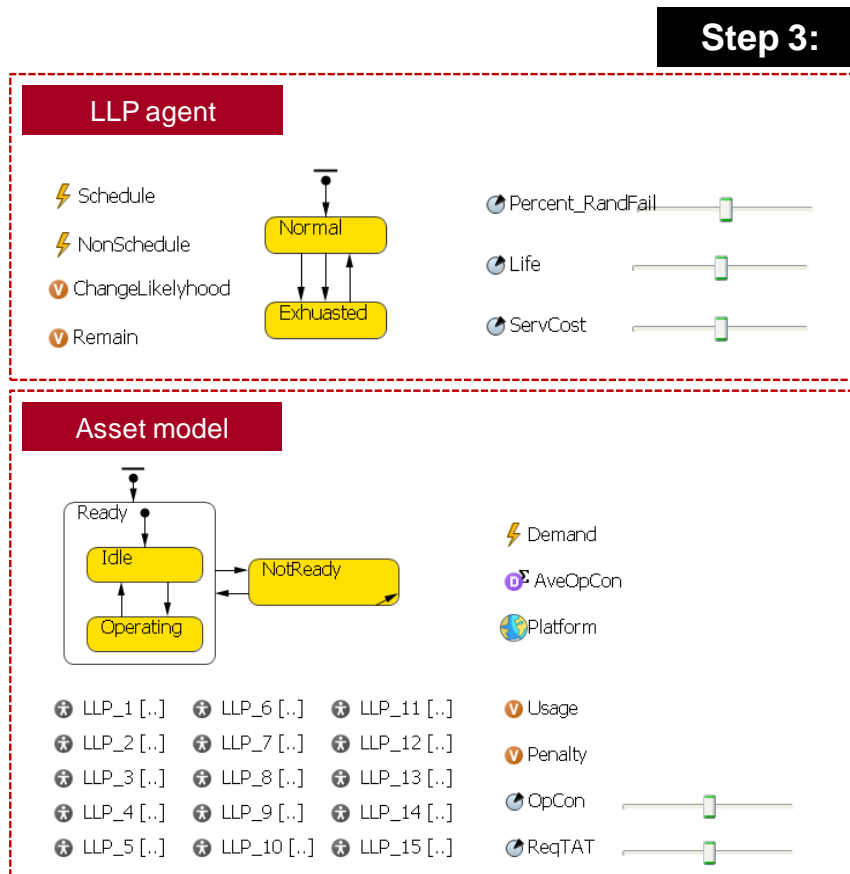 Step 3:
LLP agent
Schedule
NonSchedule
ChangeLikelyhood
Remain
Normal
Exhuasted
Percent_RandFail
Life
ServCost
Asset model
Ready
Idle
Operating
NotReady
Demand
AveOpCon
Platform
LLP_1 [..] LLP_6 [..] LLP_11 [..]
LLP_2 [..] LLP_7 [..] LLP_12 [..]
LLP_3 [..] LLP_8 [..] LLP_13 [..]
LLP_4 [..] LLP_9 [..] LLP_14 [..]
LLP_5 [..] LLP_10 [..] LLP_15 [..]
Usage
Penalty
OpCon
ReqTAT